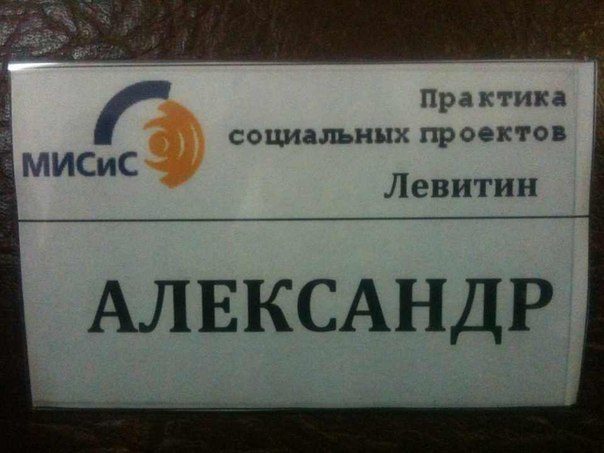 МИСиС
Практика
социальных проектов
Левитин
АЛЕКСАНДР